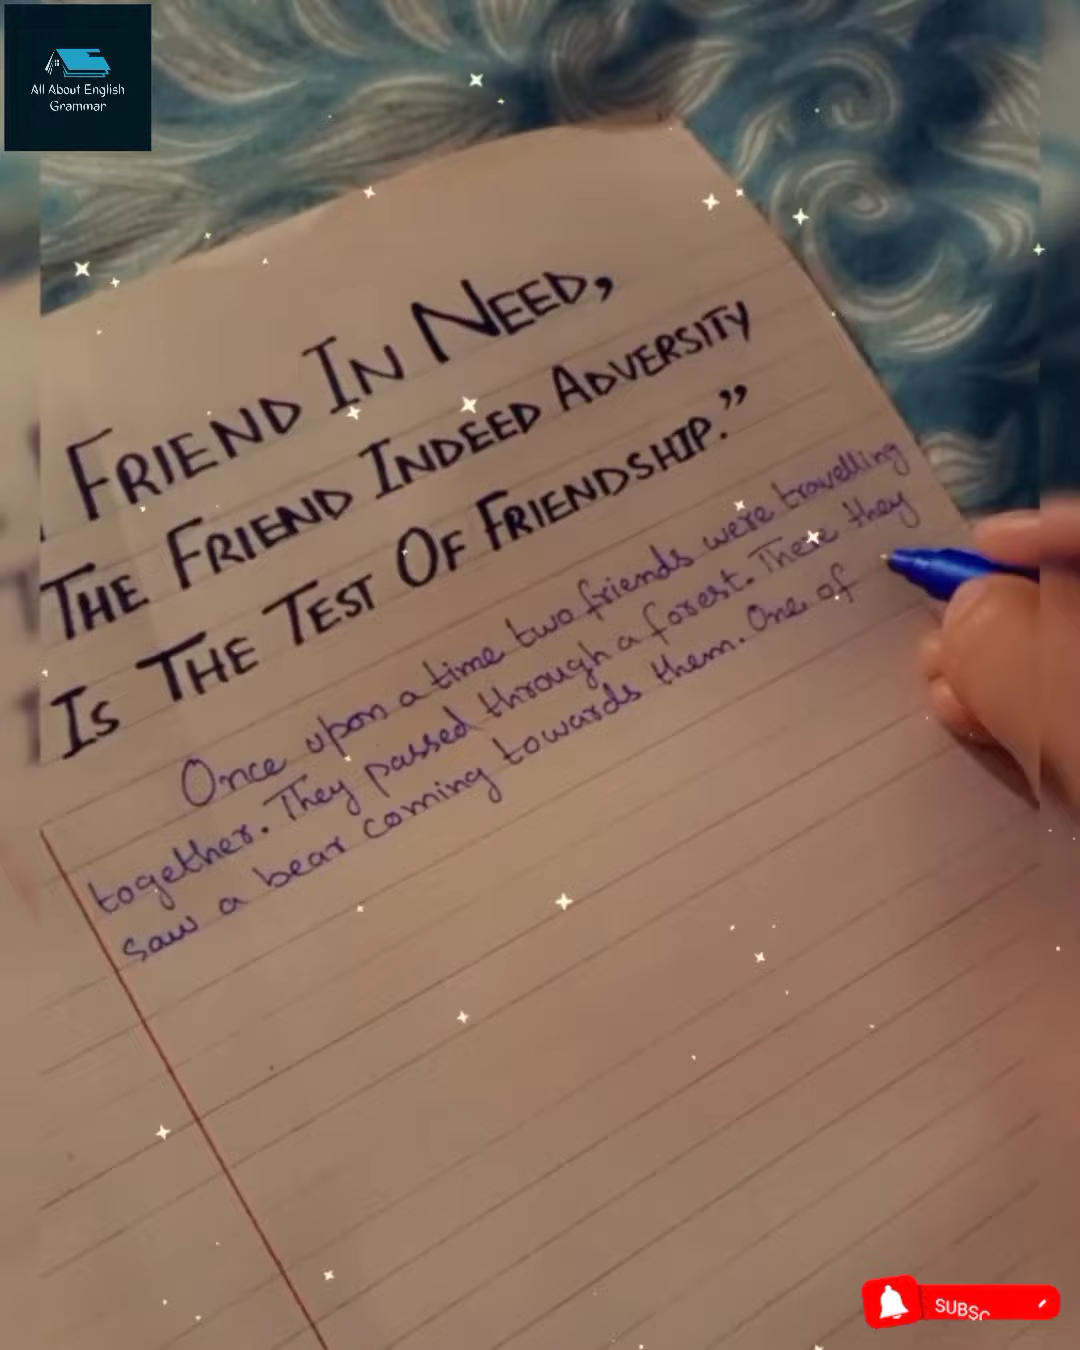 All About English
Grammar
FRIEND IN NEED,
THE FRIEND INDEED ADVERSITY
IS THE TEST OF FRIENDSHIP.”
Once upon a time two friends were travelling
together. They passed through a forest. There they
saw a bear coming towards them. One of
SUBSC